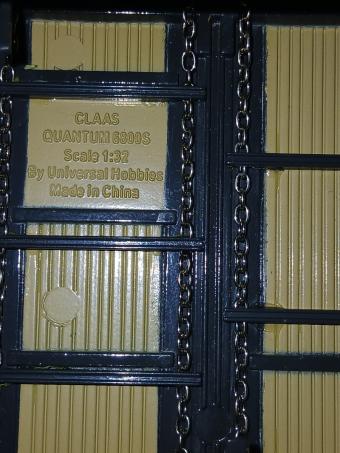 CLAAS
QUANTUM 6800S
Scale 1:32
By Universal Hobbies
Made in China